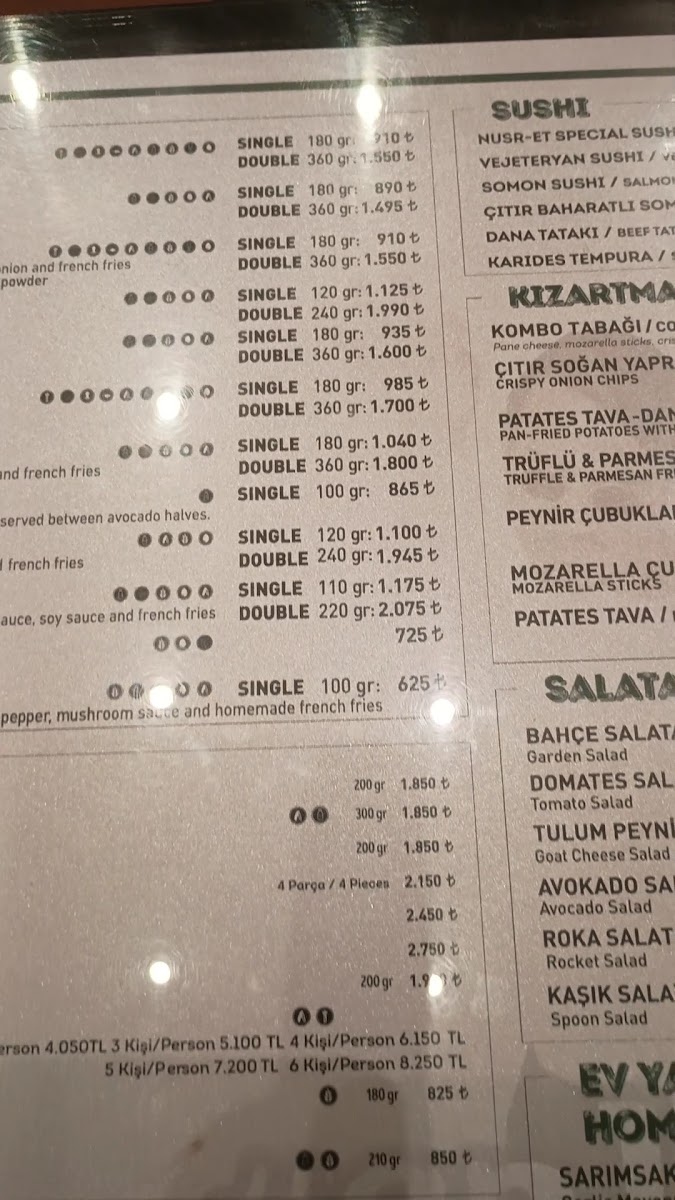 SINGLE 180 gr: 910 ₺
DOUBLE 360 gr: 1.550 ₺
SINGLE 180 gr: 890 ₺
DOUBLE 360 gr: 1.495 ₺
SINGLE 180 gr: 910 ₺
DOUBLE 360 gr: 1.550 ₺
nion and french fries
powder
SINGLE 120 gr: 1.125 ₺
DOUBLE 240 gr: 1.990 ₺
SINGLE 180 gr: 935 ₺
DOUBLE 360 gr: 1.600 ₺
SINGLE 180 gr: 985 ₺
DOUBLE 360 gr: 1.700 ₺
SINGLE 180 gr: 1.040 ₺
DOUBLE 360 gr: 1.800 ₺
and french fries
SINGLE 100 gr: 865 ₺
served between avocado halves.
SINGLE 120 gr: 1.100 ₺
DOUBLE 240 gr: 1.945 ₺
french fries
SINGLE 110 gr: 1.175 ₺
DOUBLE 220 gr: 2.075 ₺
auce, soy sauce and french fries
725 ₺
SINGLE 100 gr: 625 ₺
pepper, mushroom sauce and homemade french fries
200 gr 1.850 ₺
300 gr 1.850 ₺
200 gr 1.850 ₺
4 Parça / 4 Pieces 2.150 ₺
2.450 ₺
2.750 ₺
200 gr
erson 4.050TL 3 Kişi/Person 5.100 TL 4 Kişi/Person 6.150 TL
5 Kişi/Person 7.200 TL 6 Kişi/Person 8.250 TL
180 gr 825 ₺
210 gr 850 ₺
SUSHI
NUSR-ET SPECIAL SUSH
VEJETERYAN SUSHI /
SOMON SUSHI / SALMO
ÇITIR BAHARATLI SOM
DANA TATAKI / BEEF TAT
KARIDES TEMPURA /
KIZARTMA
KOMBO TABAĞI / CO
Pane cheese, mozarella sticks, cris
ÇITIR SOĞAN YAPR
CRISPY ONION CHIPS
PATATES TAVA-DAN
PAN-FRIED POTATOES WITH
TRÜFLÜ & PARMES
TRUFFLE & PARMESAN FR
PEYNİR ÇUBUKLA
MOZARELLA ÇU
MOZARELLA STICKS
PATATES TAVA /
SALATA
BAHÇE SALAT
Garden Salad
DOMATES SAL
Tomato Salad
TULUM PEYNİ
Goat Cheese Salad
AVOKADO SA
Avocado Salad
ROKA SALAT
Rocket Salad
KAŞIK SALA
Spoon Salad
EV YA
HOM
SARIMSAK